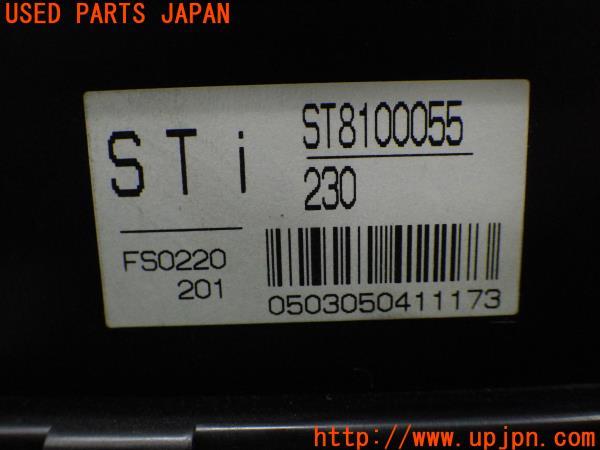 USED PARTS JAPAN
STi
ST8100055
230
FS0220
201
0503050411173
http://www.upjpn.com/